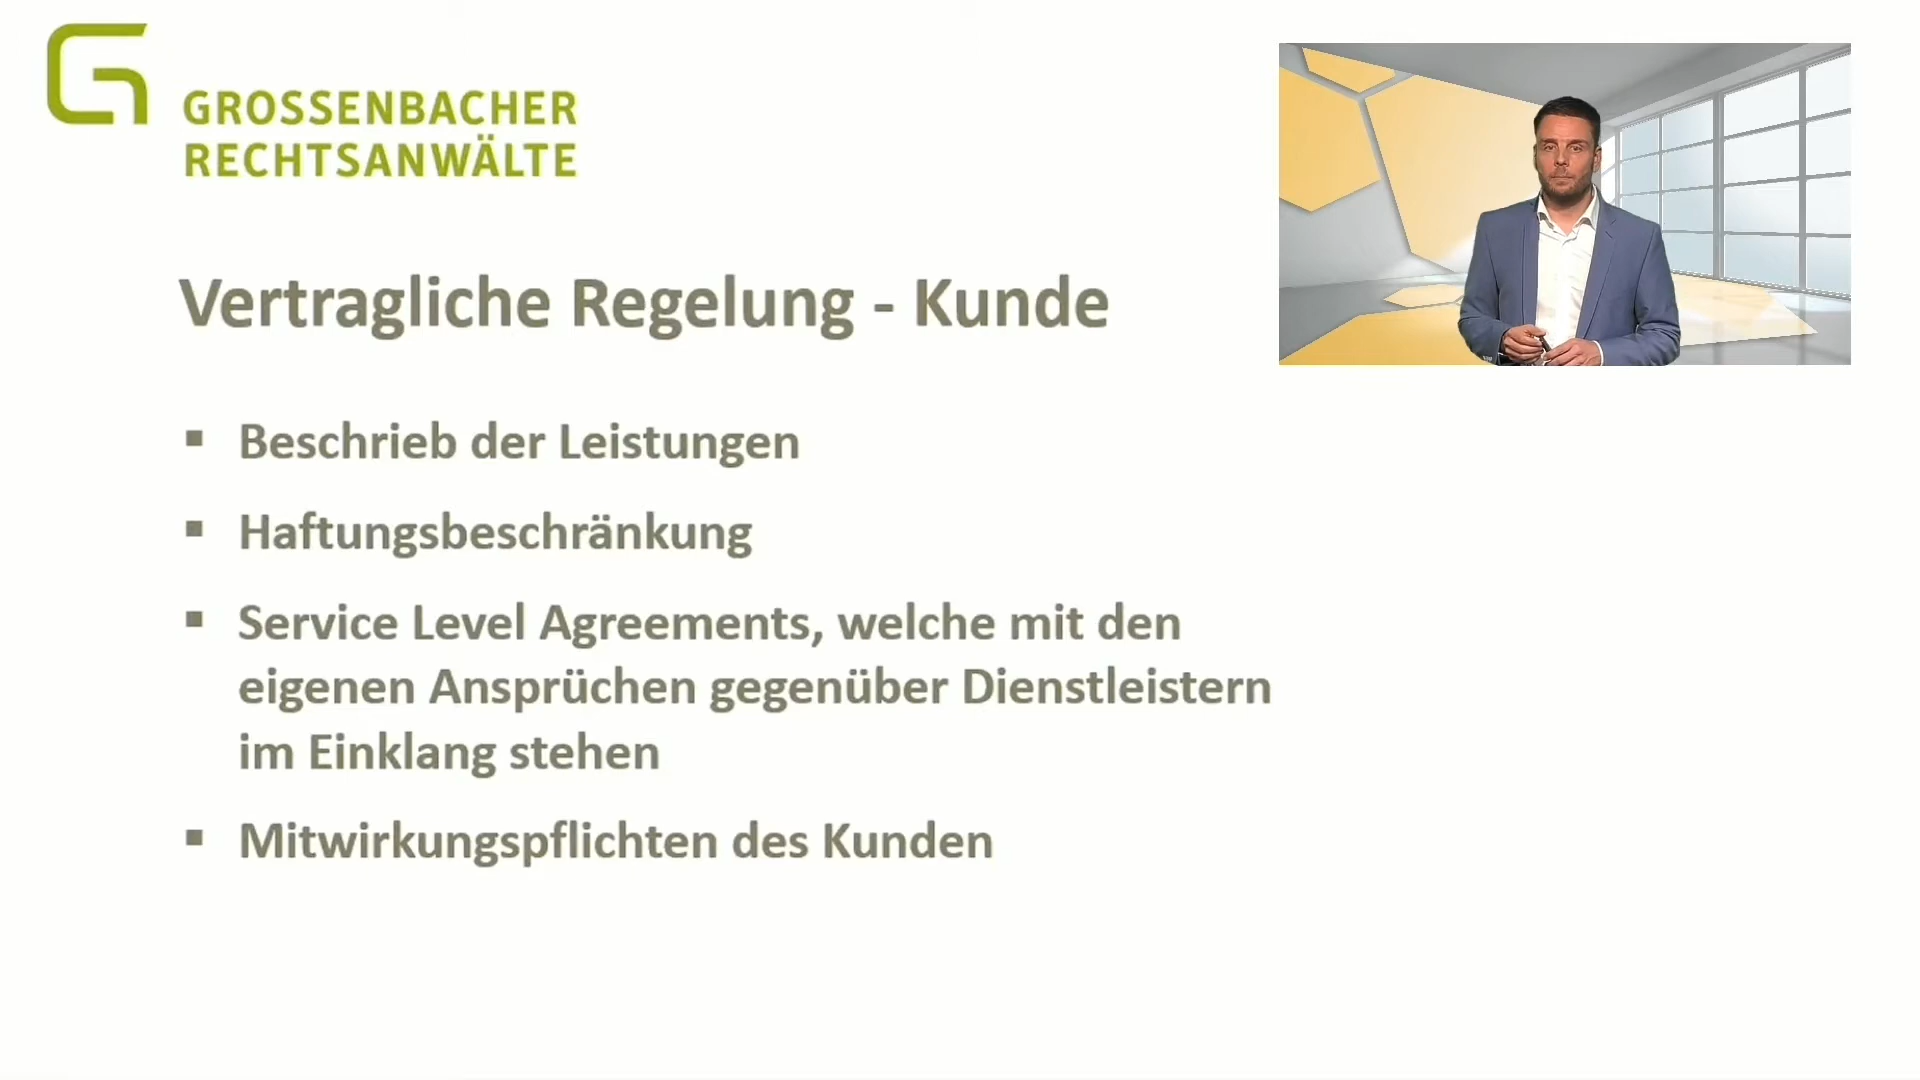 GROSSENBACHER
RECHTSANWÄLTE
Vertragliche Regelung - Kunde
▪ Beschrieb der Leistungen
▪ Haftungsbeschränkung
▪ Service Level Agreements, welche mit den
eigenen Ansprüchen gegenüber Dienstleistern
im Einklang stehen
▪ Mitwirkungspflichten des Kunden